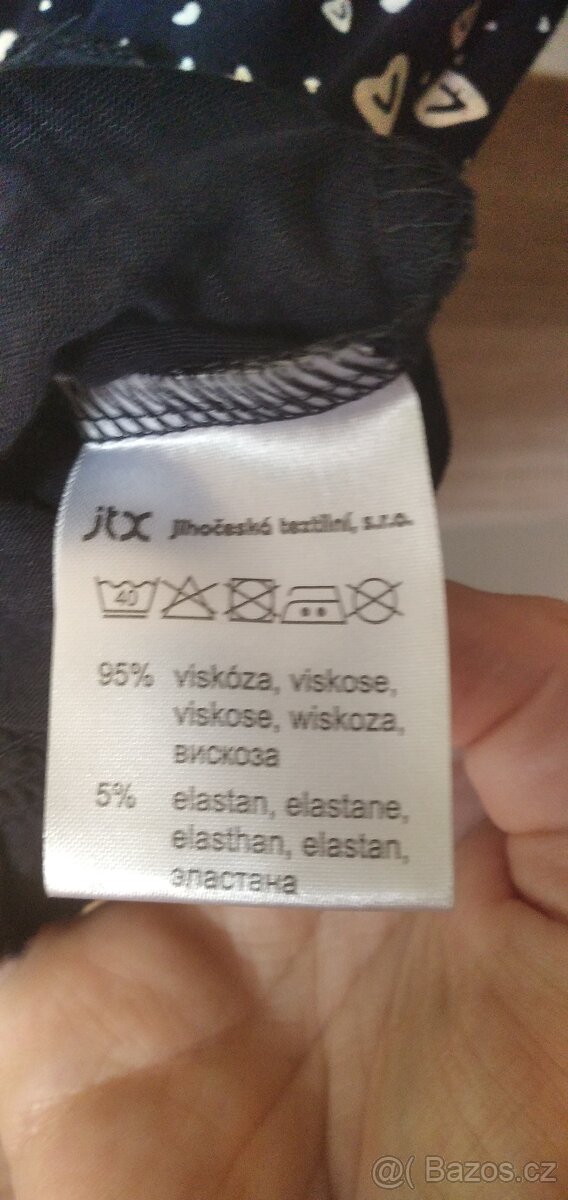 jtx Jihočeská textilní, s.r.o.
40
95% viskóza, viskose,
viskose, wiskoza,
вискоза
5% elastan, elastane,
elasthan, elastan,
эластана
@( Bazos.cz